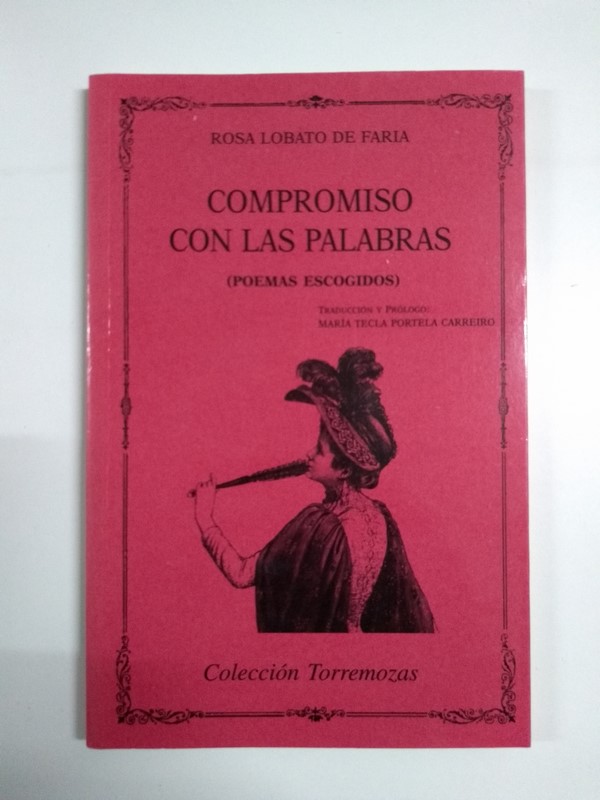 ROSA LOBATO DE FARIA
COMPROMISO
CON LAS PALABRAS
(POEMAS ESCOGIDOS)
TRADUCCIÓN Y PRÓLOGO:
MARÍA TECLA PORTELA CARREIRO
Colección Torremozas